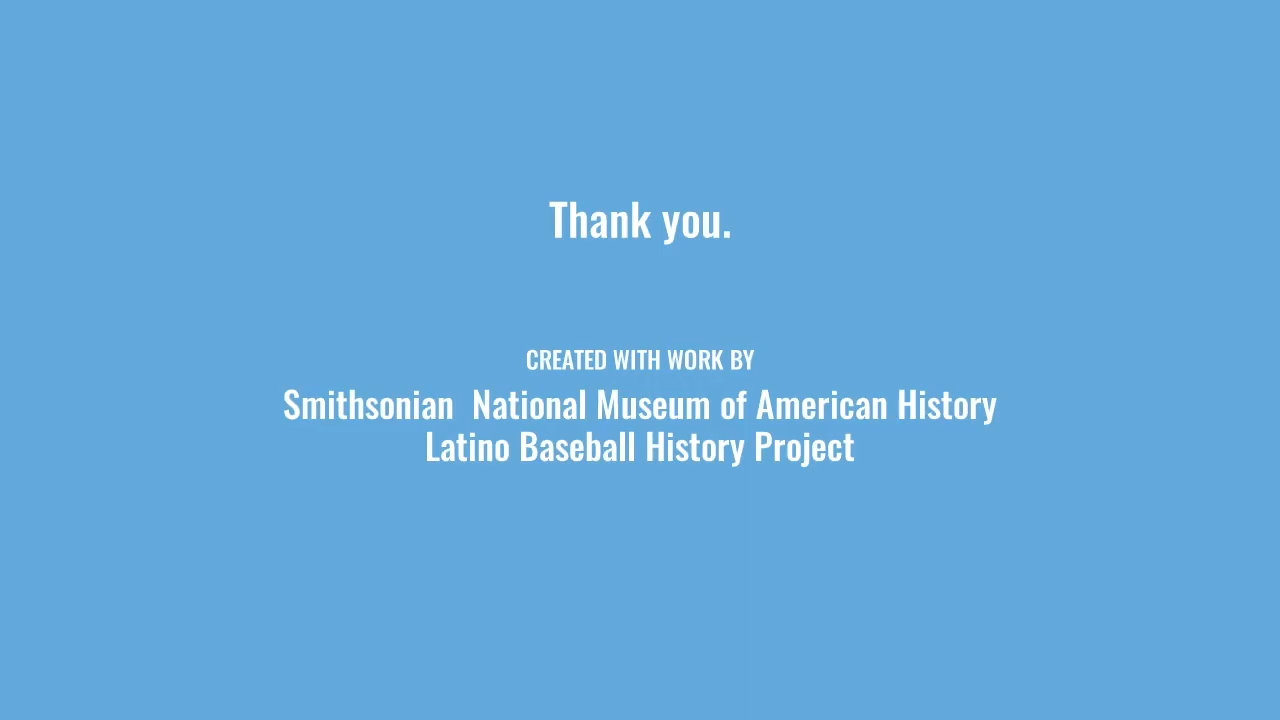 Thank you.
CREATED WITH WORK BY
Smithsonian  National Museum of American History
Latino Baseball History Project